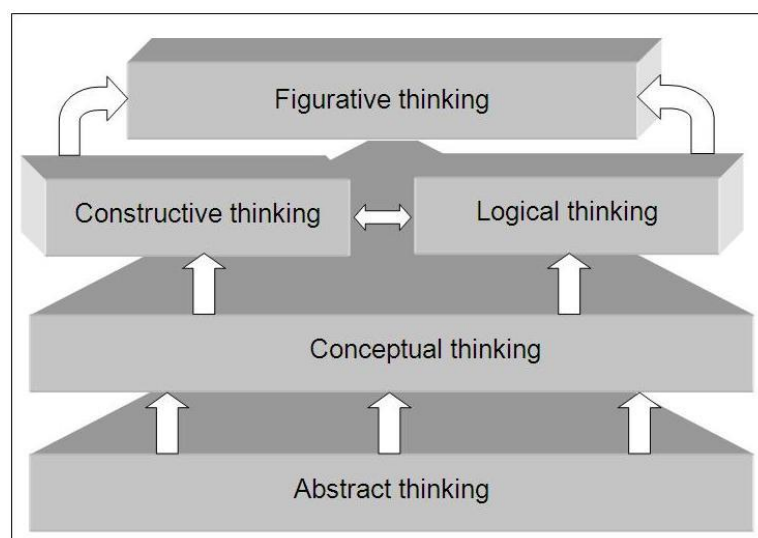 Figurative thinking
Constructive thinking
Logical thinking
Conceptual thinking
Abstract thinking